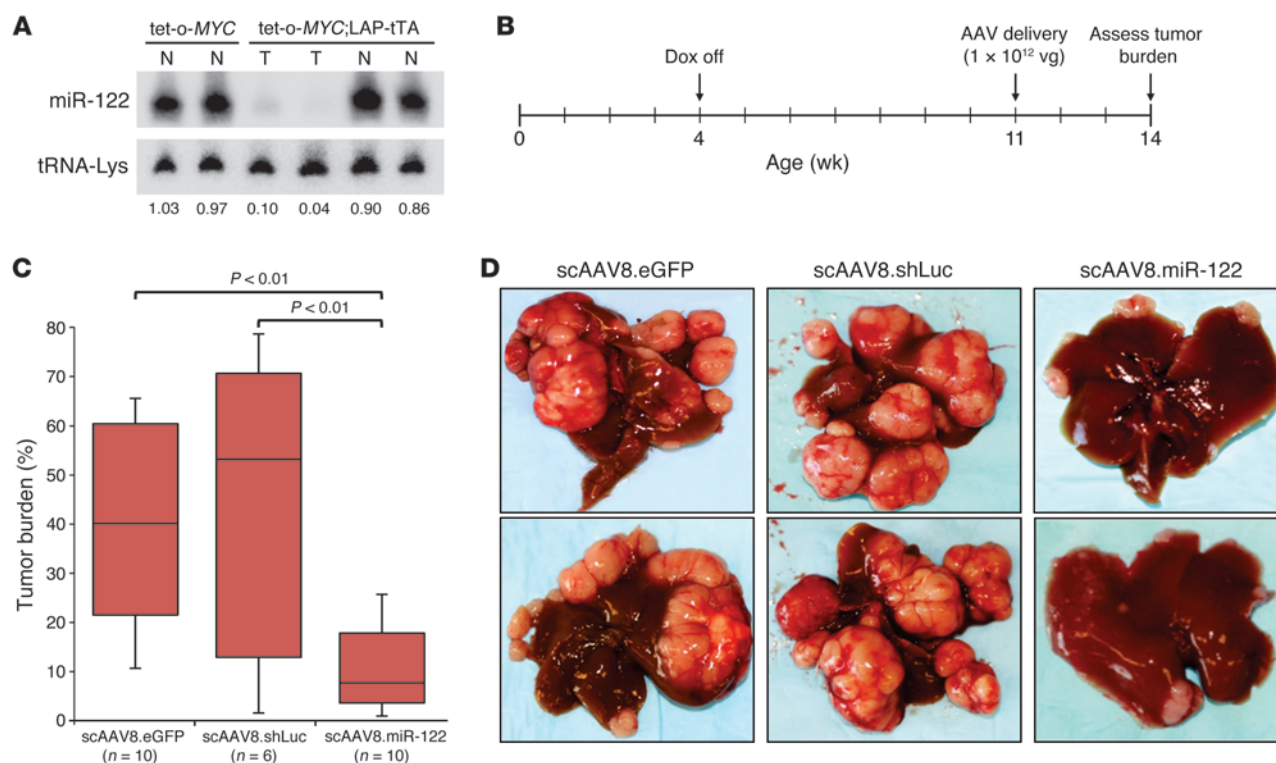 A
tet-o-MYC tet-o-MYC;LAP-tTA
N N T T N N
miR-122
tRNA-Lys
1.03 0.97 0.10 0.04 0.90 0.86
B
Dox off
AAV delivery
(1 × 10¹² vg)
Assess tumor
burden
0 4 11 14
Age (wk)
C
P < 0.01
P < 0.01
Tumor burden (%)
80
70
60
50
40
30
20
10
0
scAAV8.eGFP scAAV8.shLuc scAAV8.miR-122
(n = 10) (n = 6) (n = 10)
D
scAAV8.eGFP scAAV8.shLuc scAAV8.miR-122